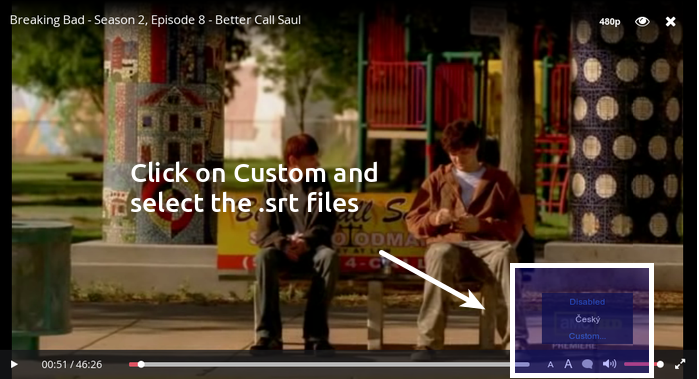 Breaking Bad - Season 2, Episode 8 - Better Call Saul
480p
Click on Custom and
select the .srt files
Disabled
Český
Custom...
00:51 / 46:26
A A